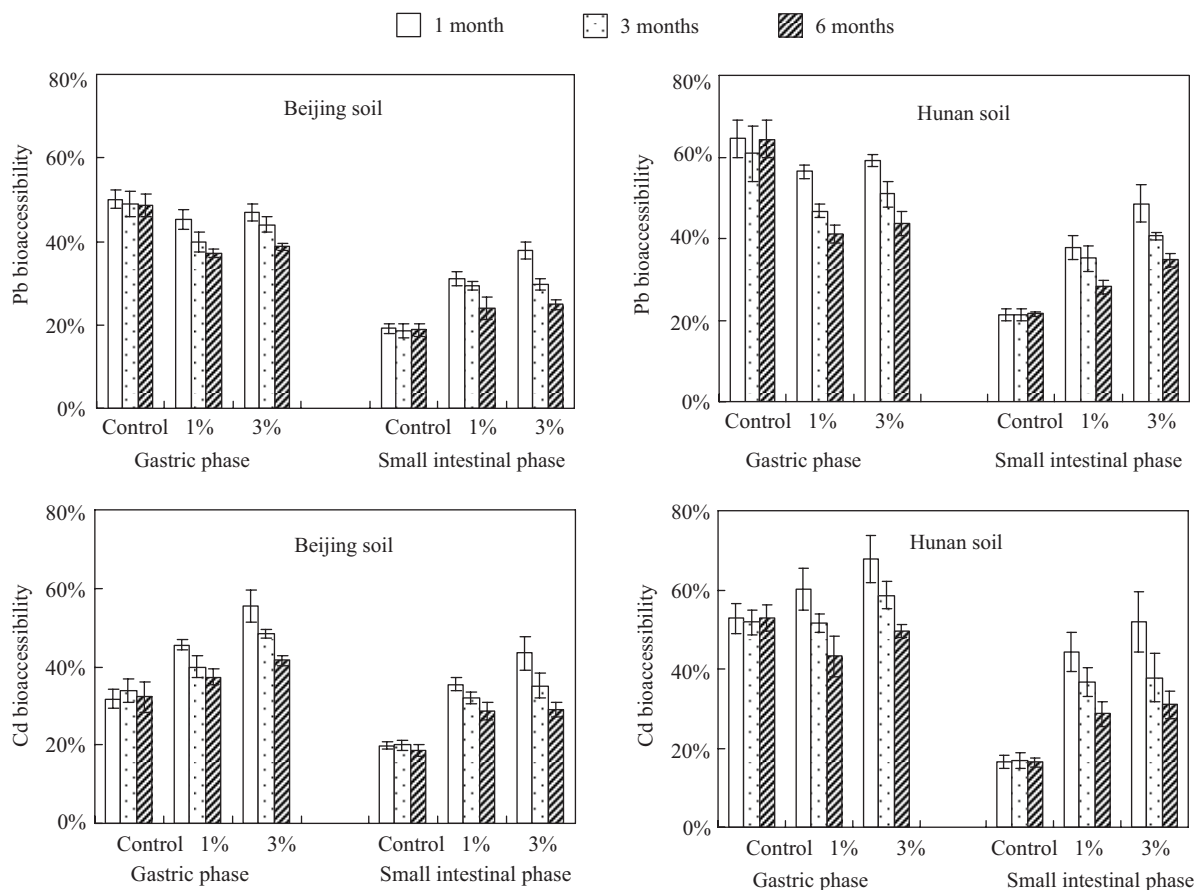 1 month 3 months 6 months
80%
60%
40%
20%
0%
Pb bioaccessibility
Beijing soil
Control 1% 3% Control 1% 3%
Gastric phase Small intestinal phase
80%
60%
40%
20%
0%
Pb bioaccessibility
Hunan soil
Control 1% 3% Control 1% 3%
Gastric phase Small intestinal phase
80%
60%
40%
20%
0%
Cd bioaccessibility
Beijing soil
Control 1% 3% Control 1% 3%
Gastric phase Small intestinal phase
80%
60%
40%
20%
0%
Cd bioaccessibility
Hunan soil
Control 1% 3% Control 1% 3%
Gastric phase Small intestinal phase